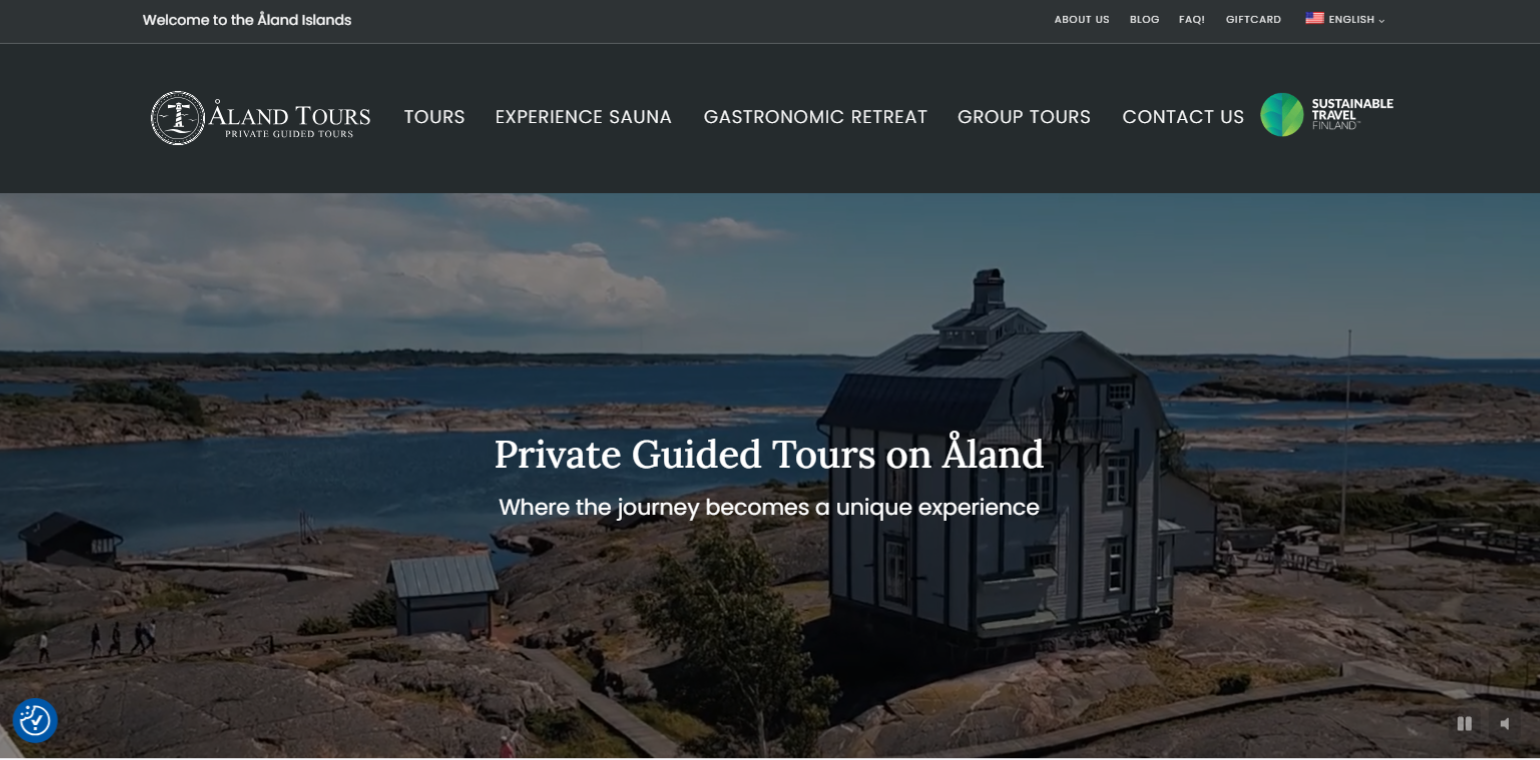 Welcome to the Åland Islands
ABOUT US BLOG FAQ! GIFTCARD ENGLISH
ÅLAND TOURS
PRIVATE GUIDED TOURS
TOURS EXPERIENCE SAUNA GASTRONOMIC RETREAT GROUP TOURS CONTACT US
SUSTAINABLE
TRAVEL
FINLAND™
Private Guided Tours on Åland
Where the journey becomes a unique experience